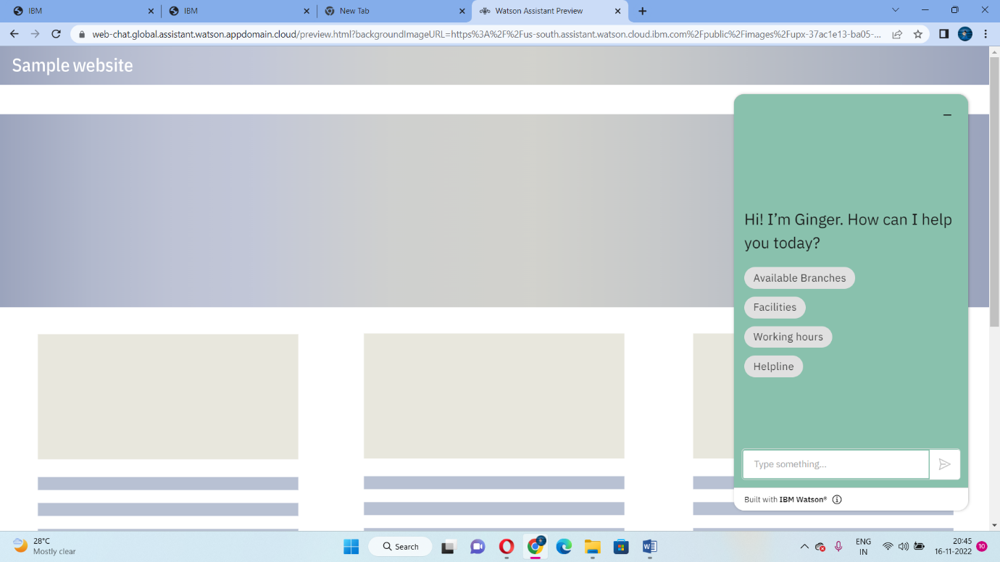 IBM
IBM
New Tab
Watson Assistant Preview
web-chat.global.assistant.watson.appdomain.cloud/preview.html?backgroundImageURL=https%3A%2F%2Fus-south.assistant.watson.cloud.ibm.com%2Fpublic%2Fimages%2Fupx-37ac1e13-ba05-...
Sample website
Hi! I’m Ginger. How can I help
you today?
Available Branches
Facilities
Working hours
Helpline
Type something...
Built with IBM Watson®
28°C
Mostly clear
Search
ENG
IN
20:45
16-11-2022
10